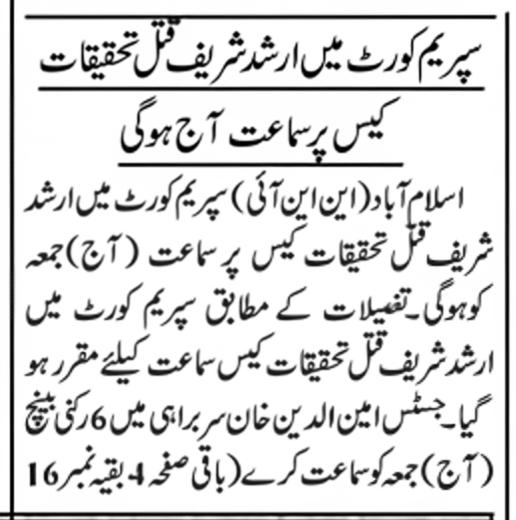 سپریم کورٹ میں ارشد شریف قتل تحقیقات
کیس پر سماعت آج ہوگی
اسلام آباد (این این آئی) سپریم کورٹ میں ارشد
شریف قتل تحقیقات کیس پر سماعت (آج) جمعہ
کو ہوگی۔ تفصیلات کے مطابق سپریم کورٹ میں
ارشد شریف قتل تحقیقات کیس سماعت کیلئے مقرر ہو
گیا۔ جسٹس امین الدین خان سربراہی میں 6 رکنی بینچ
(آج) جمعہ کو سماعت کرے (باقی صفحہ 4 بقیہ نمبر 16